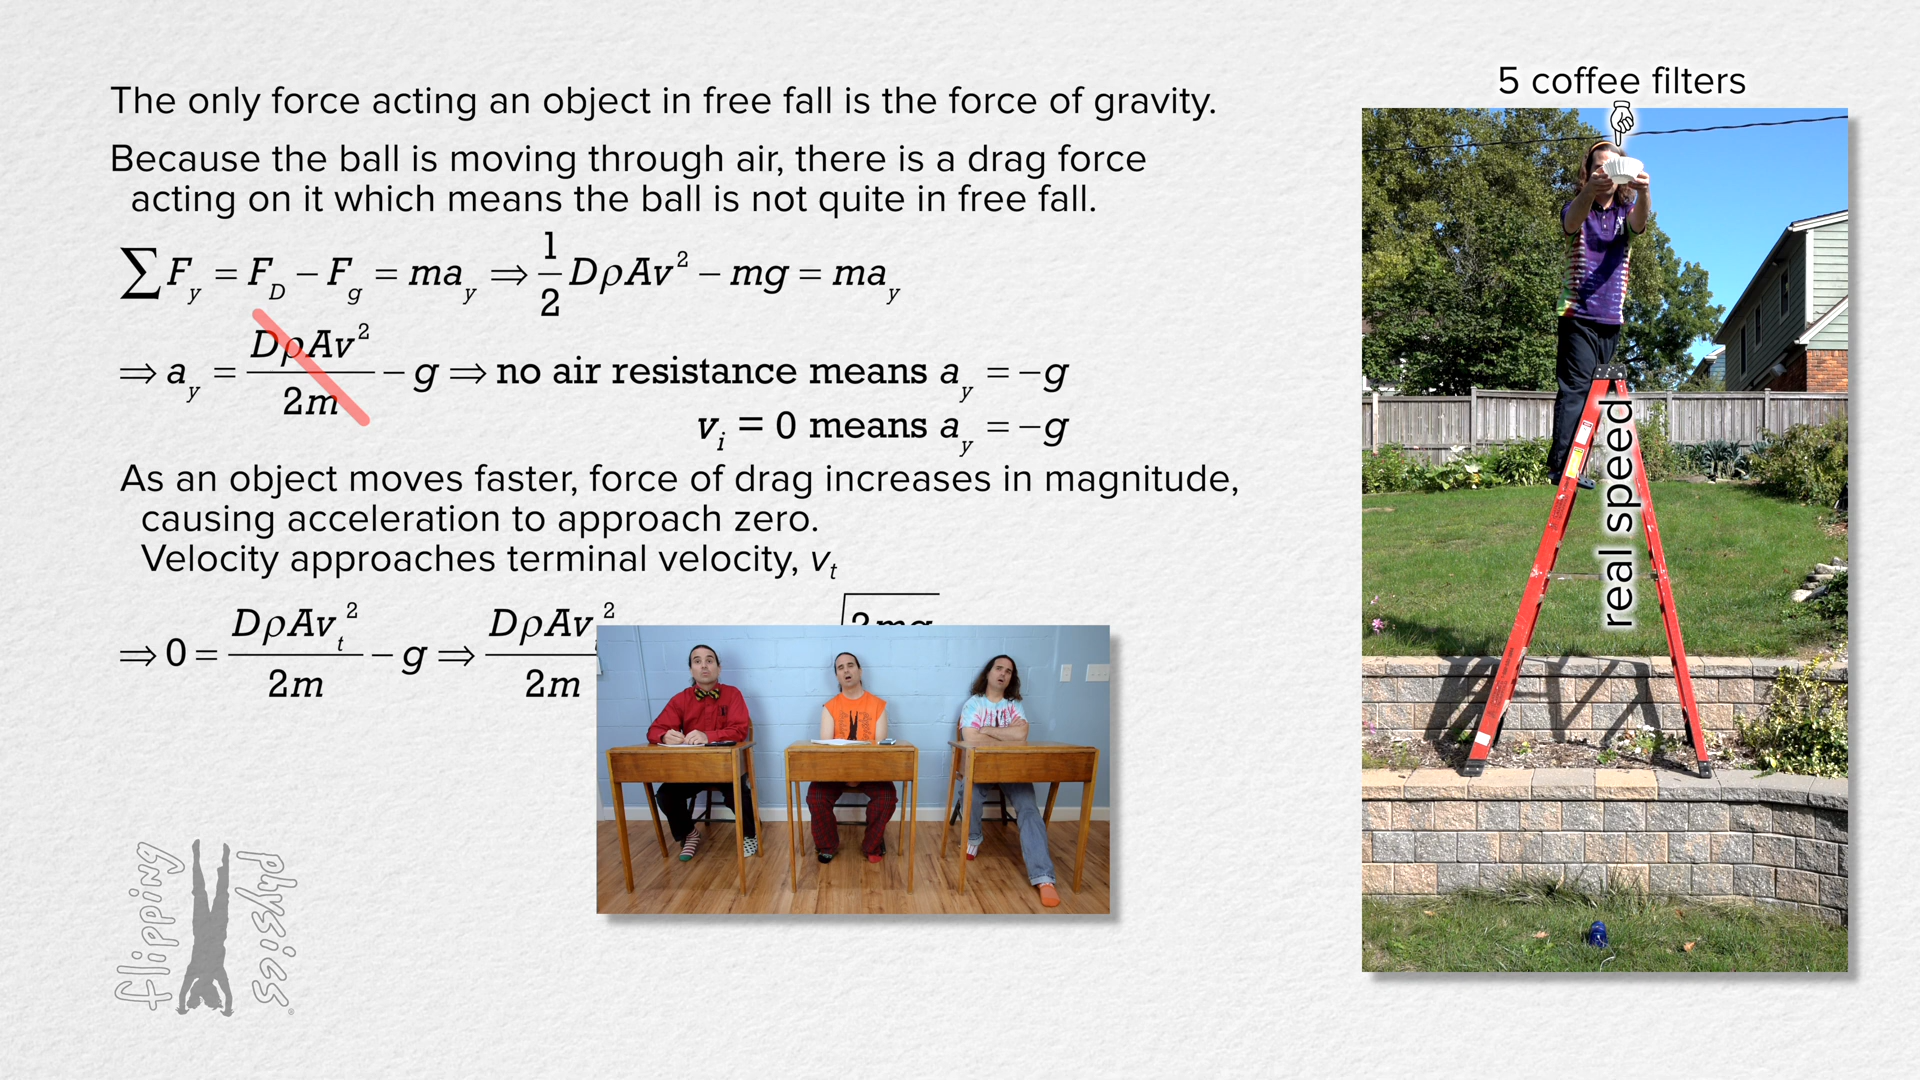 5 coffee filters
The only force acting an object in free fall is the force of gravity.
Because the ball is moving through air, there is a drag force
acting on it which means the ball is not quite in free fall.
∑F_y = F_D − F_g = ma_y ⇒ 1/2 DρAv² − mg = ma_y
⇒ a_y = DρAv²/2m − g ⇒ no air resistance means a_y = −g
v_i = 0 means a_y = −g
As an object moves faster, force of drag increases in magnitude,
causing acceleration to approach zero.
Velocity approaches terminal velocity, v_t
⇒ 0 = DρAv_t²/2m − g ⇒ DρAv²/2m
real speed
flipping
physics